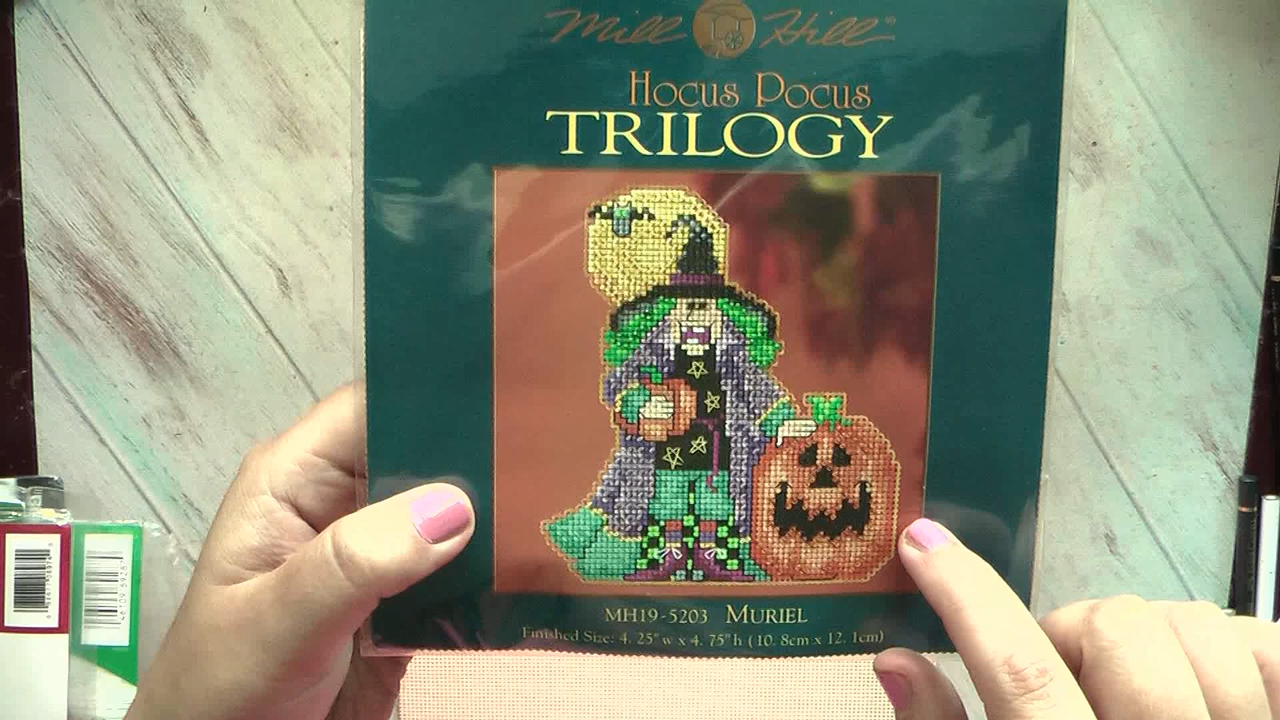 Mill Hill®
Hocus Pocus
TRILOGY
MH19-5203 MURIEL
Finished Size: 4.25"w x 4.75"h (10.8cm x 12.1cm)